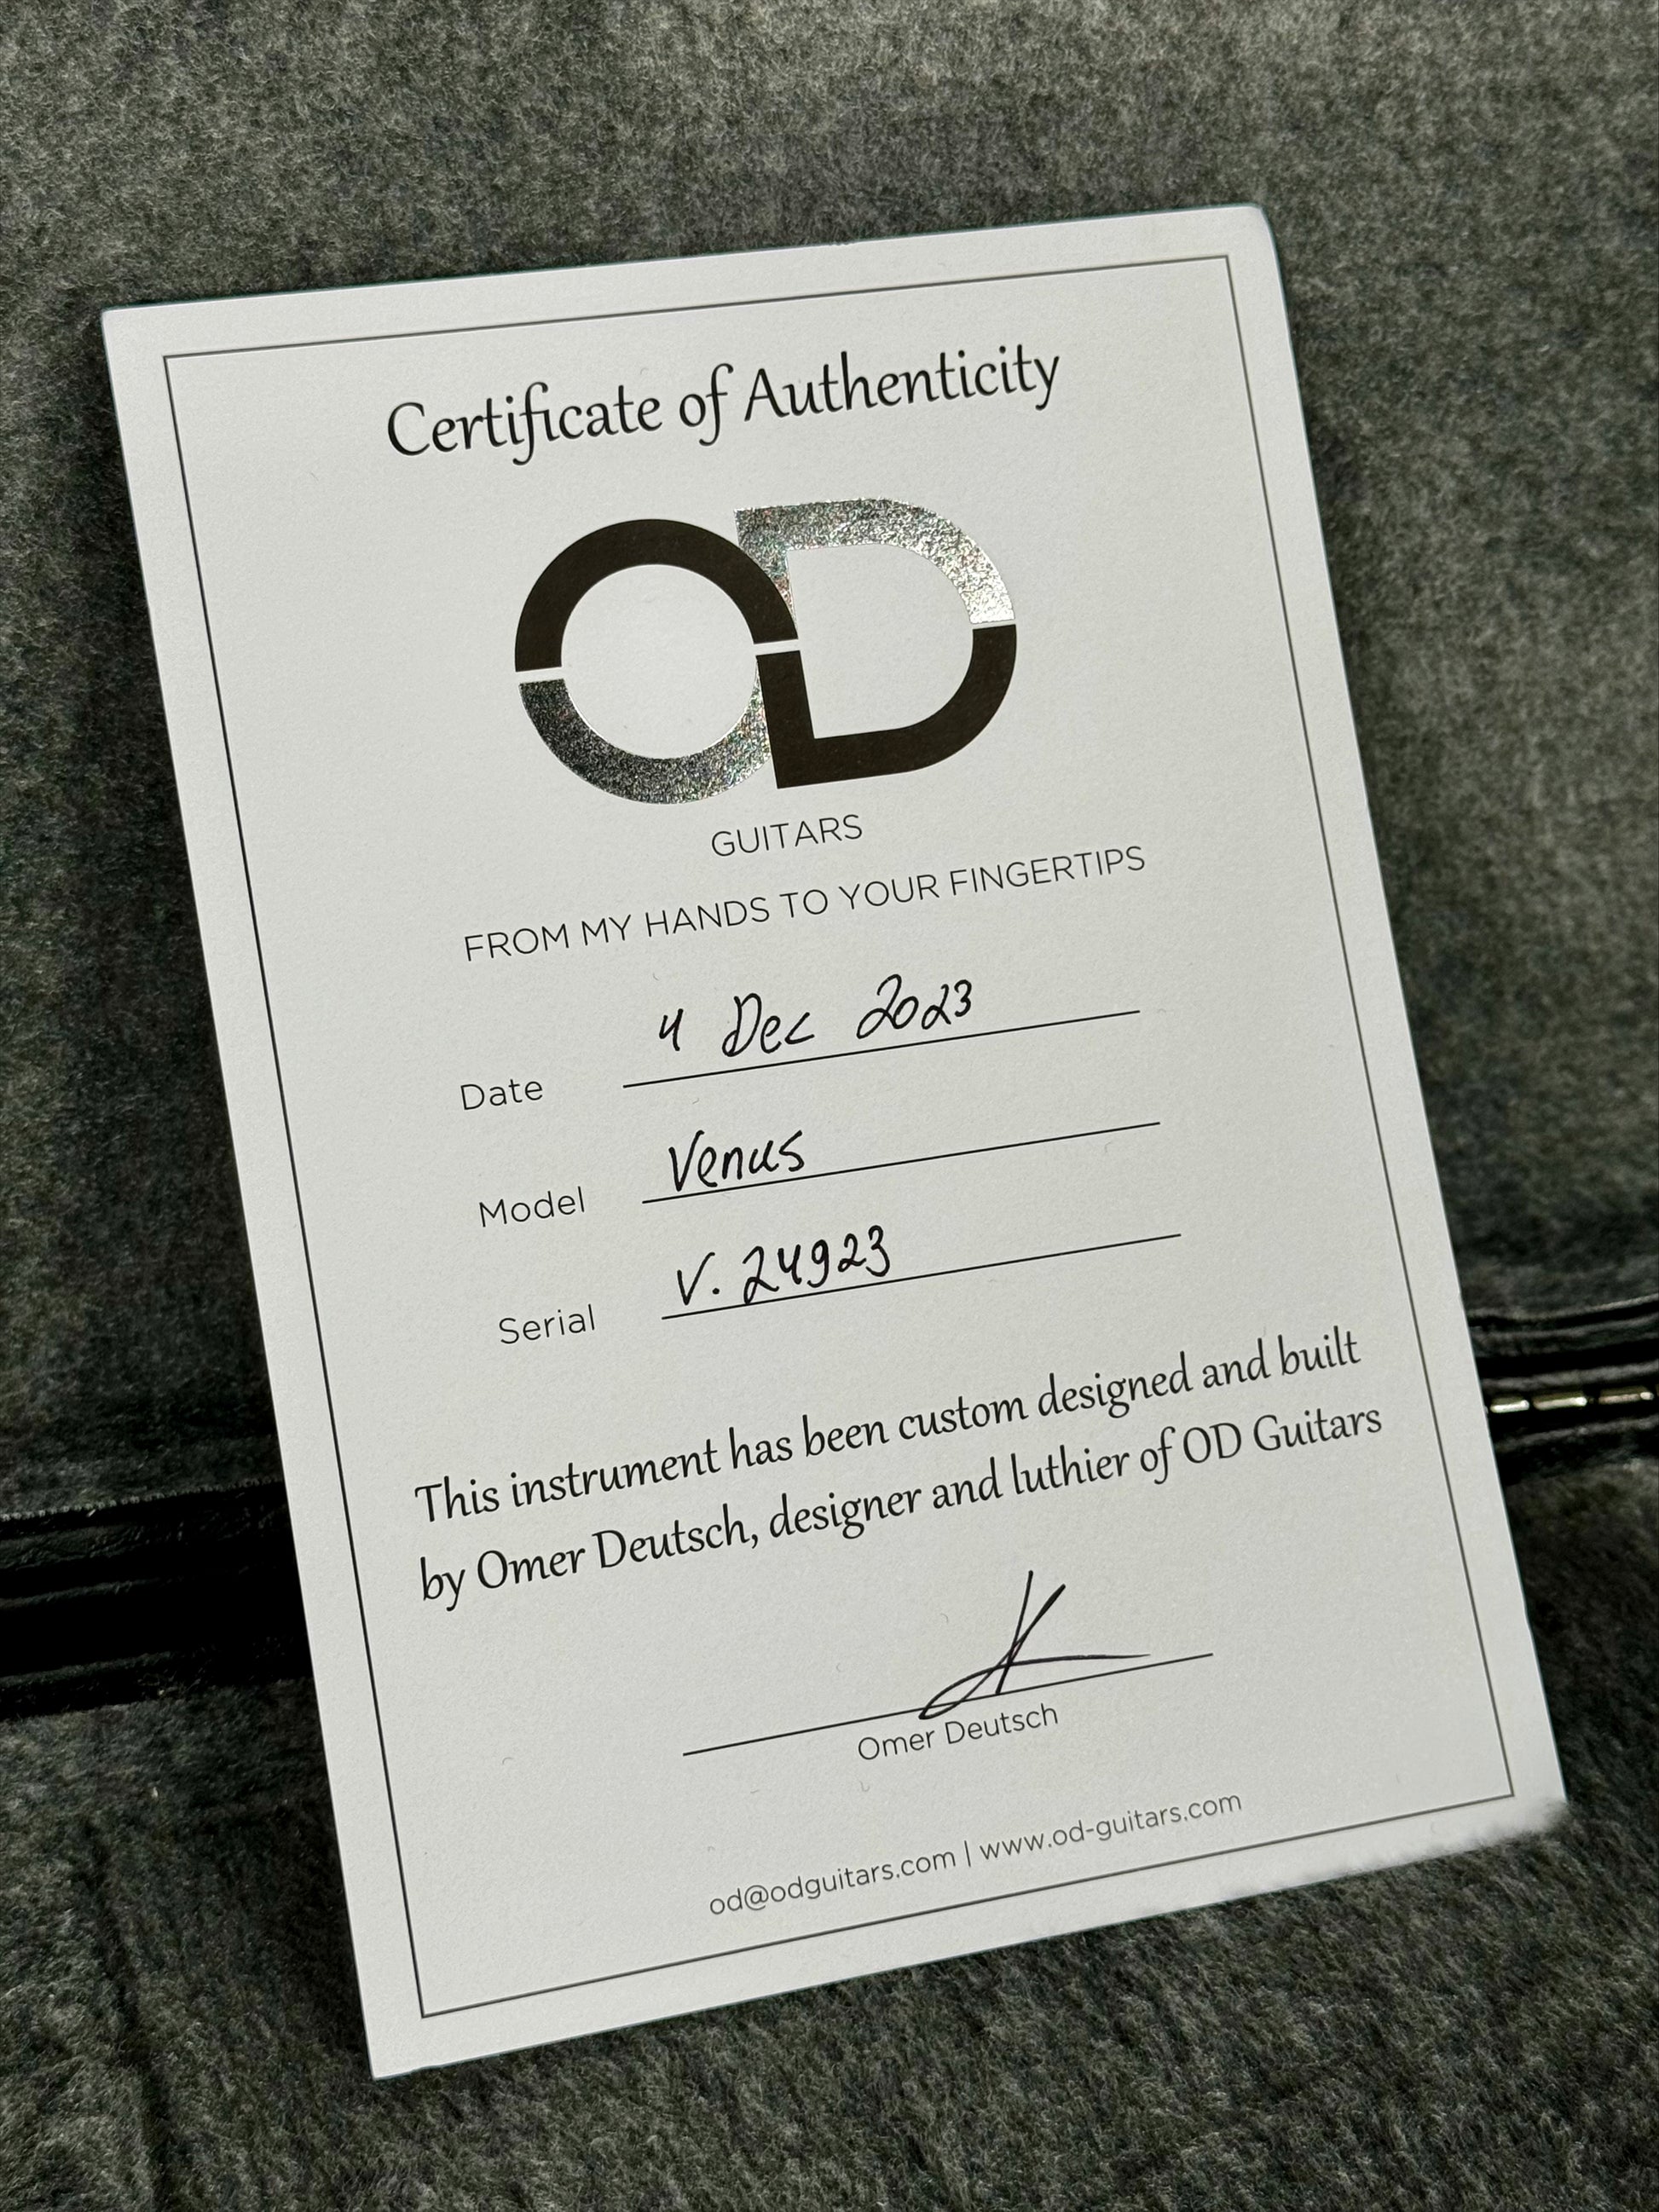 Certificate of Authenticity
OD
GUITARS
FROM MY HANDS TO YOUR FINGERTIPS
Date 4 Dec 2023
Model Venus
Serial V. 24923
This instrument has been custom designed and built
by Omer Deutsch, designer and luthier of OD Guitars
Omer Deutsch
od@odguitars.com | www.od-guitars.com